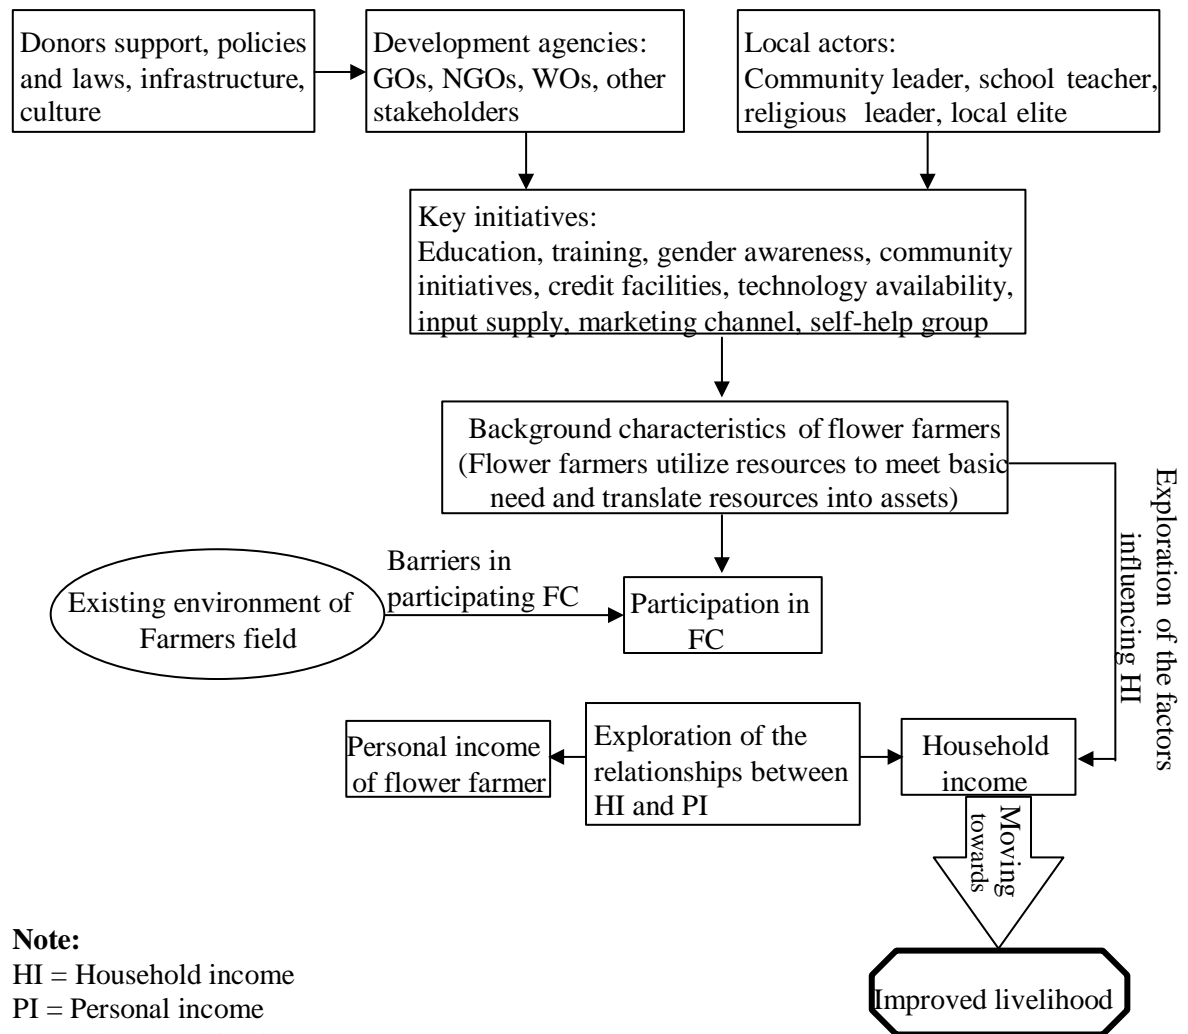 Donors support, policies
and laws, infrastructure,
culture
Development agencies:
GOs, NGOs, WOs, other
stakeholders
Local actors:
Community leader, school teacher,
religious leader, local elite
Key initiatives:
Education, training, gender awareness, community
initiatives, credit facilities, technology availability,
input supply, marketing channel, self-help group
Background characteristics of flower farmers
(Flower farmers utilize resources to meet basic
need and translate resources into assets)
Exploration of the factors
influencing HI
Barriers in
participating FC
Existing environment of
Farmers field
Participation in
FC
Personal income
of flower farmer
Exploration of the
relationships between
HI and PI
Household
income
Moving
towards
Improved livelihood
Note:
HI = Household income
PI = Personal income